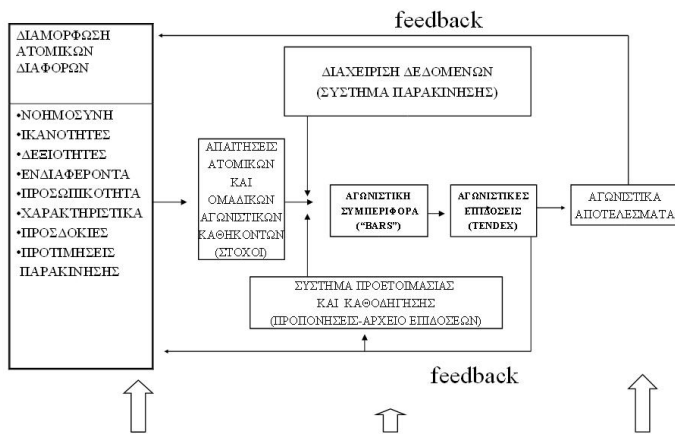 feedback
ΔΙΑΜΟΡΦΩΣΗ
ΑΤΟΜΙΚΩΝ
ΔΙΑΦΟΡΩΝ
•ΝΟΗΜΟΣΥΝΗ
•ΙΚΑΝΟΤΗΤΕΣ
•ΔΕΞΙΟΤΗΤΕΣ
•ΕΝΔΙΑΦΕΡΟΝΤΑ
•ΠΡΟΣΩΠΙΚΟΤΗΤΑ
•ΧΑΡΑΚΤΗΡΙΣΤΙΚΑ
•ΠΡΟΣΔΟΚΙΕΣ
•ΠΡΟΤΙΜΗΣΕΙΣ
ΠΑΡΑΚΙΝΗΣΗΣ
ΑΠΑΙΤΗΣΕΙΣ
ΑΤΟΜΙΚΩΝ
ΚΑΙ
ΟΜΑΔΙΚΩΝ
ΑΓΩΝΙΣΤΙΚΩΝ
ΚΑΘΗΚΟΝΤΩΝ
(ΣΤΟΧΟΙ)
ΔΙΑΧΕΙΡΙΣΗ ΔΕΔΟΜΕΝΩΝ
(ΣΥΣΤΗΜΑ ΠΑΡΑΚΙΝΗΣΗΣ)
ΑΓΩΝΙΣΤΙΚΗ
ΣΥΜΠΕΡΙΦΟΡΑ
("BARS")
ΑΓΩΝΙΣΤΙΚΕΣ
ΕΠΙΔΟΣΕΙΣ
(TENDEX)
ΑΓΩΝΙΣΤΙΚΑ
ΑΠΟΤΕΛΕΣΜΑΤΑ
ΣΥΣΤΗΜΑ ΠΡΟΕΤΟΙΜΑΣΙΑΣ
ΚΑΙ ΚΑΘΟΔΗΓΗΣΗΣ
(ΠΡΟΠΟΝΗΣΕΙΣ-ΑΡΧΕΙΟ ΕΠΙΔΟΣΕΩΝ)
feedback